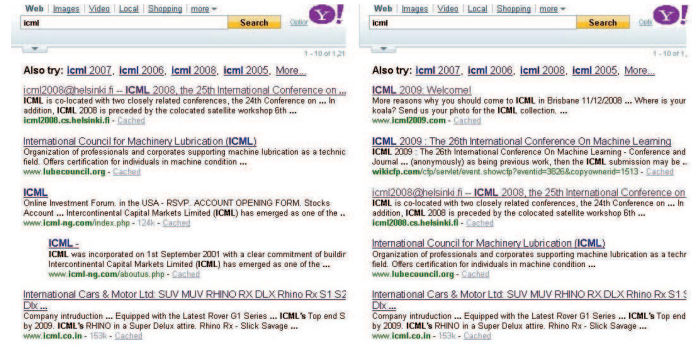 Web | Images | Video | Local | Shopping | more
icml
Search
Y!
1 - 10 of 1,21
Also try: icml 2007, icml 2006, icml 2008, icml 2005, More...
icml2008@helsinki.fi -- ICML 2008, the 25th International Conference on ...
ICML is co-located with two closely related conferences, the 24th Conference on ... In
addition, ICML 2008 is preceded by the colocated satellite workshop 6th ...
icml2008.cs.helsinki.fi - Cached
International Council for Machinery Lubrication (ICML)
Organization of professionals and corporates supporting machine lubrication as a technic
field. Offers certification for individuals in machine condition ...
www.lubecouncil.org - Cached
ICML
Online Investment Forum. in the USA - RSVP. ACCOUNT OPENING FORM. Stocks
Account ... Intercontinental Capital Markets Limited (ICML) has emerged as one of the ..
www.icml-ng.com/index.php - 124k - Cached
ICML -
ICML was incorporated on 1st September 2001 with a clear commitment of buildir
Intercontinental Capital Markets Limited (ICML) has emerged as one of the ...
www.icml-ng.com/aboutus.php - Cached
International Cars & Motor Ltd: SUV MUV RHINO RX DLX Rhino Rx S1 S2
Dlx ...
Company intruduction ... Equipped with the Latest Rover G1 Series ... ICML's Top end S
by 2009. ICML's RHINO in a Super Delux attire. Rhino Rx - Slick Savage ...
www.icml.co.in - 153k - Cached
Web | Images | Video | Local | Shopping | more
icml
Search
Y!
1 - 10 of 1,
Also try: icml 2007, icml 2006, icml 2008, icml 2005, More...
ICML 2009: Welcome!
More reasons why you should come to ICML in Brisbane 11/12/2008 ... Where is your
koala? Send us your photo for the ICML collection. ...
www.icml2009.com - Cached
ICML 2009 : The 26th International Conference On Machine Learning
ICML 2009 : The 26th International Conference On Machine Learning - Conference and
Journal ... (anonymously) as being previous work, then the ICML submission may be ..
wikicfp.com/cfp/servlet/event.showcfp?eventid=3826&copyownerid=1513 - Cached
icml2008@helsinki.fi -- ICML 2008, the 25th International Conference on
ICML is co-located with two closely related conferences, the 24th Conference on ... In
addition, ICML 2008 is preceded by the colocated satellite workshop 6th ...
icml2008.cs.helsinki.fi - Cached
International Council for Machinery Lubrication (ICML)
Organization of professionals and corporates supporting machine lubrication as a techr
field. Offers certification for individuals in machine condition ...
www.lubecouncil.org - Cached
International Cars & Motor Ltd: SUV MUV RHINO RX DLX Rhino Rx S1 S
Dlx ...
Company intruduction ... Equipped with the Latest Rover G1 Series ... ICML's Top end S
by 2009. ICML's RHINO in a Super Delux attire. Rhino Rx - Slick Savage ...
www.icml.co.in - 153k - Cached